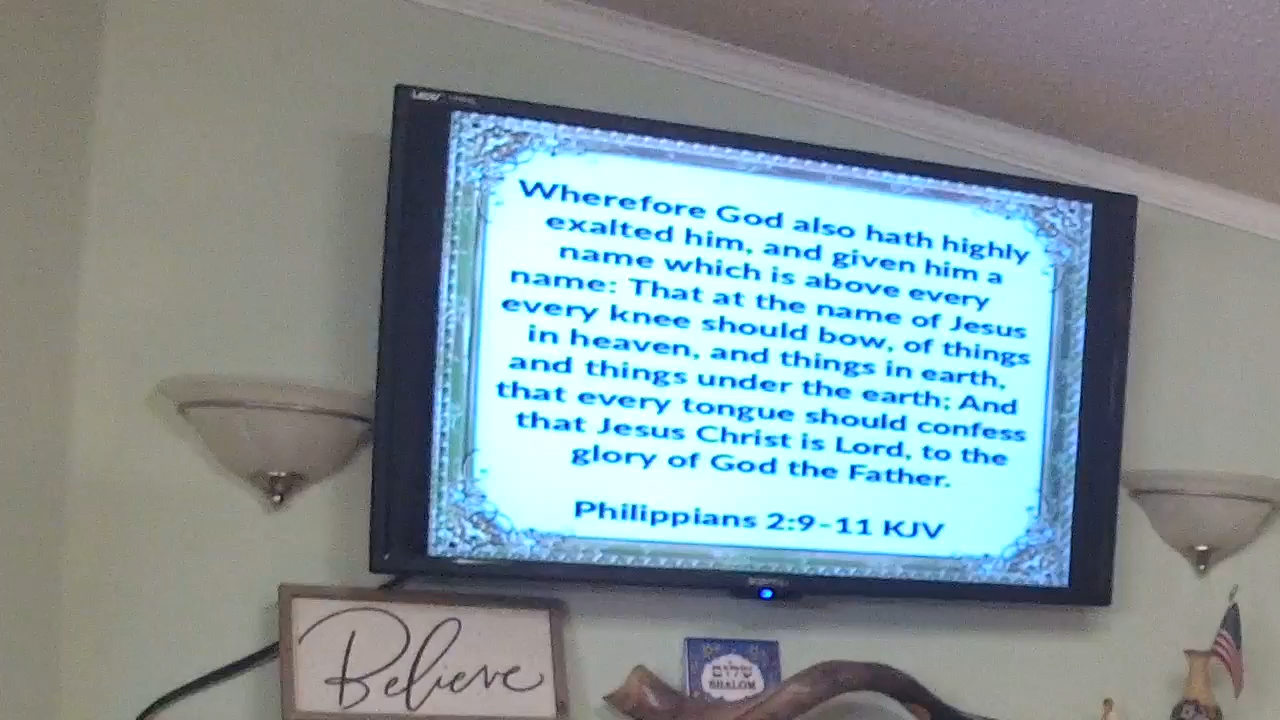 Wherefore God also hath highly
exalted him, and given him a
name which is above every
name: That at the name of Jesus
every knee should bow, of things
in heaven, and things in earth,
and things under the earth; And
that every tongue should confess
that Jesus Christ is Lord, to the
glory of God the Father.
Philippians 2:9-11 KJV
Believe
שלום
SHALOM